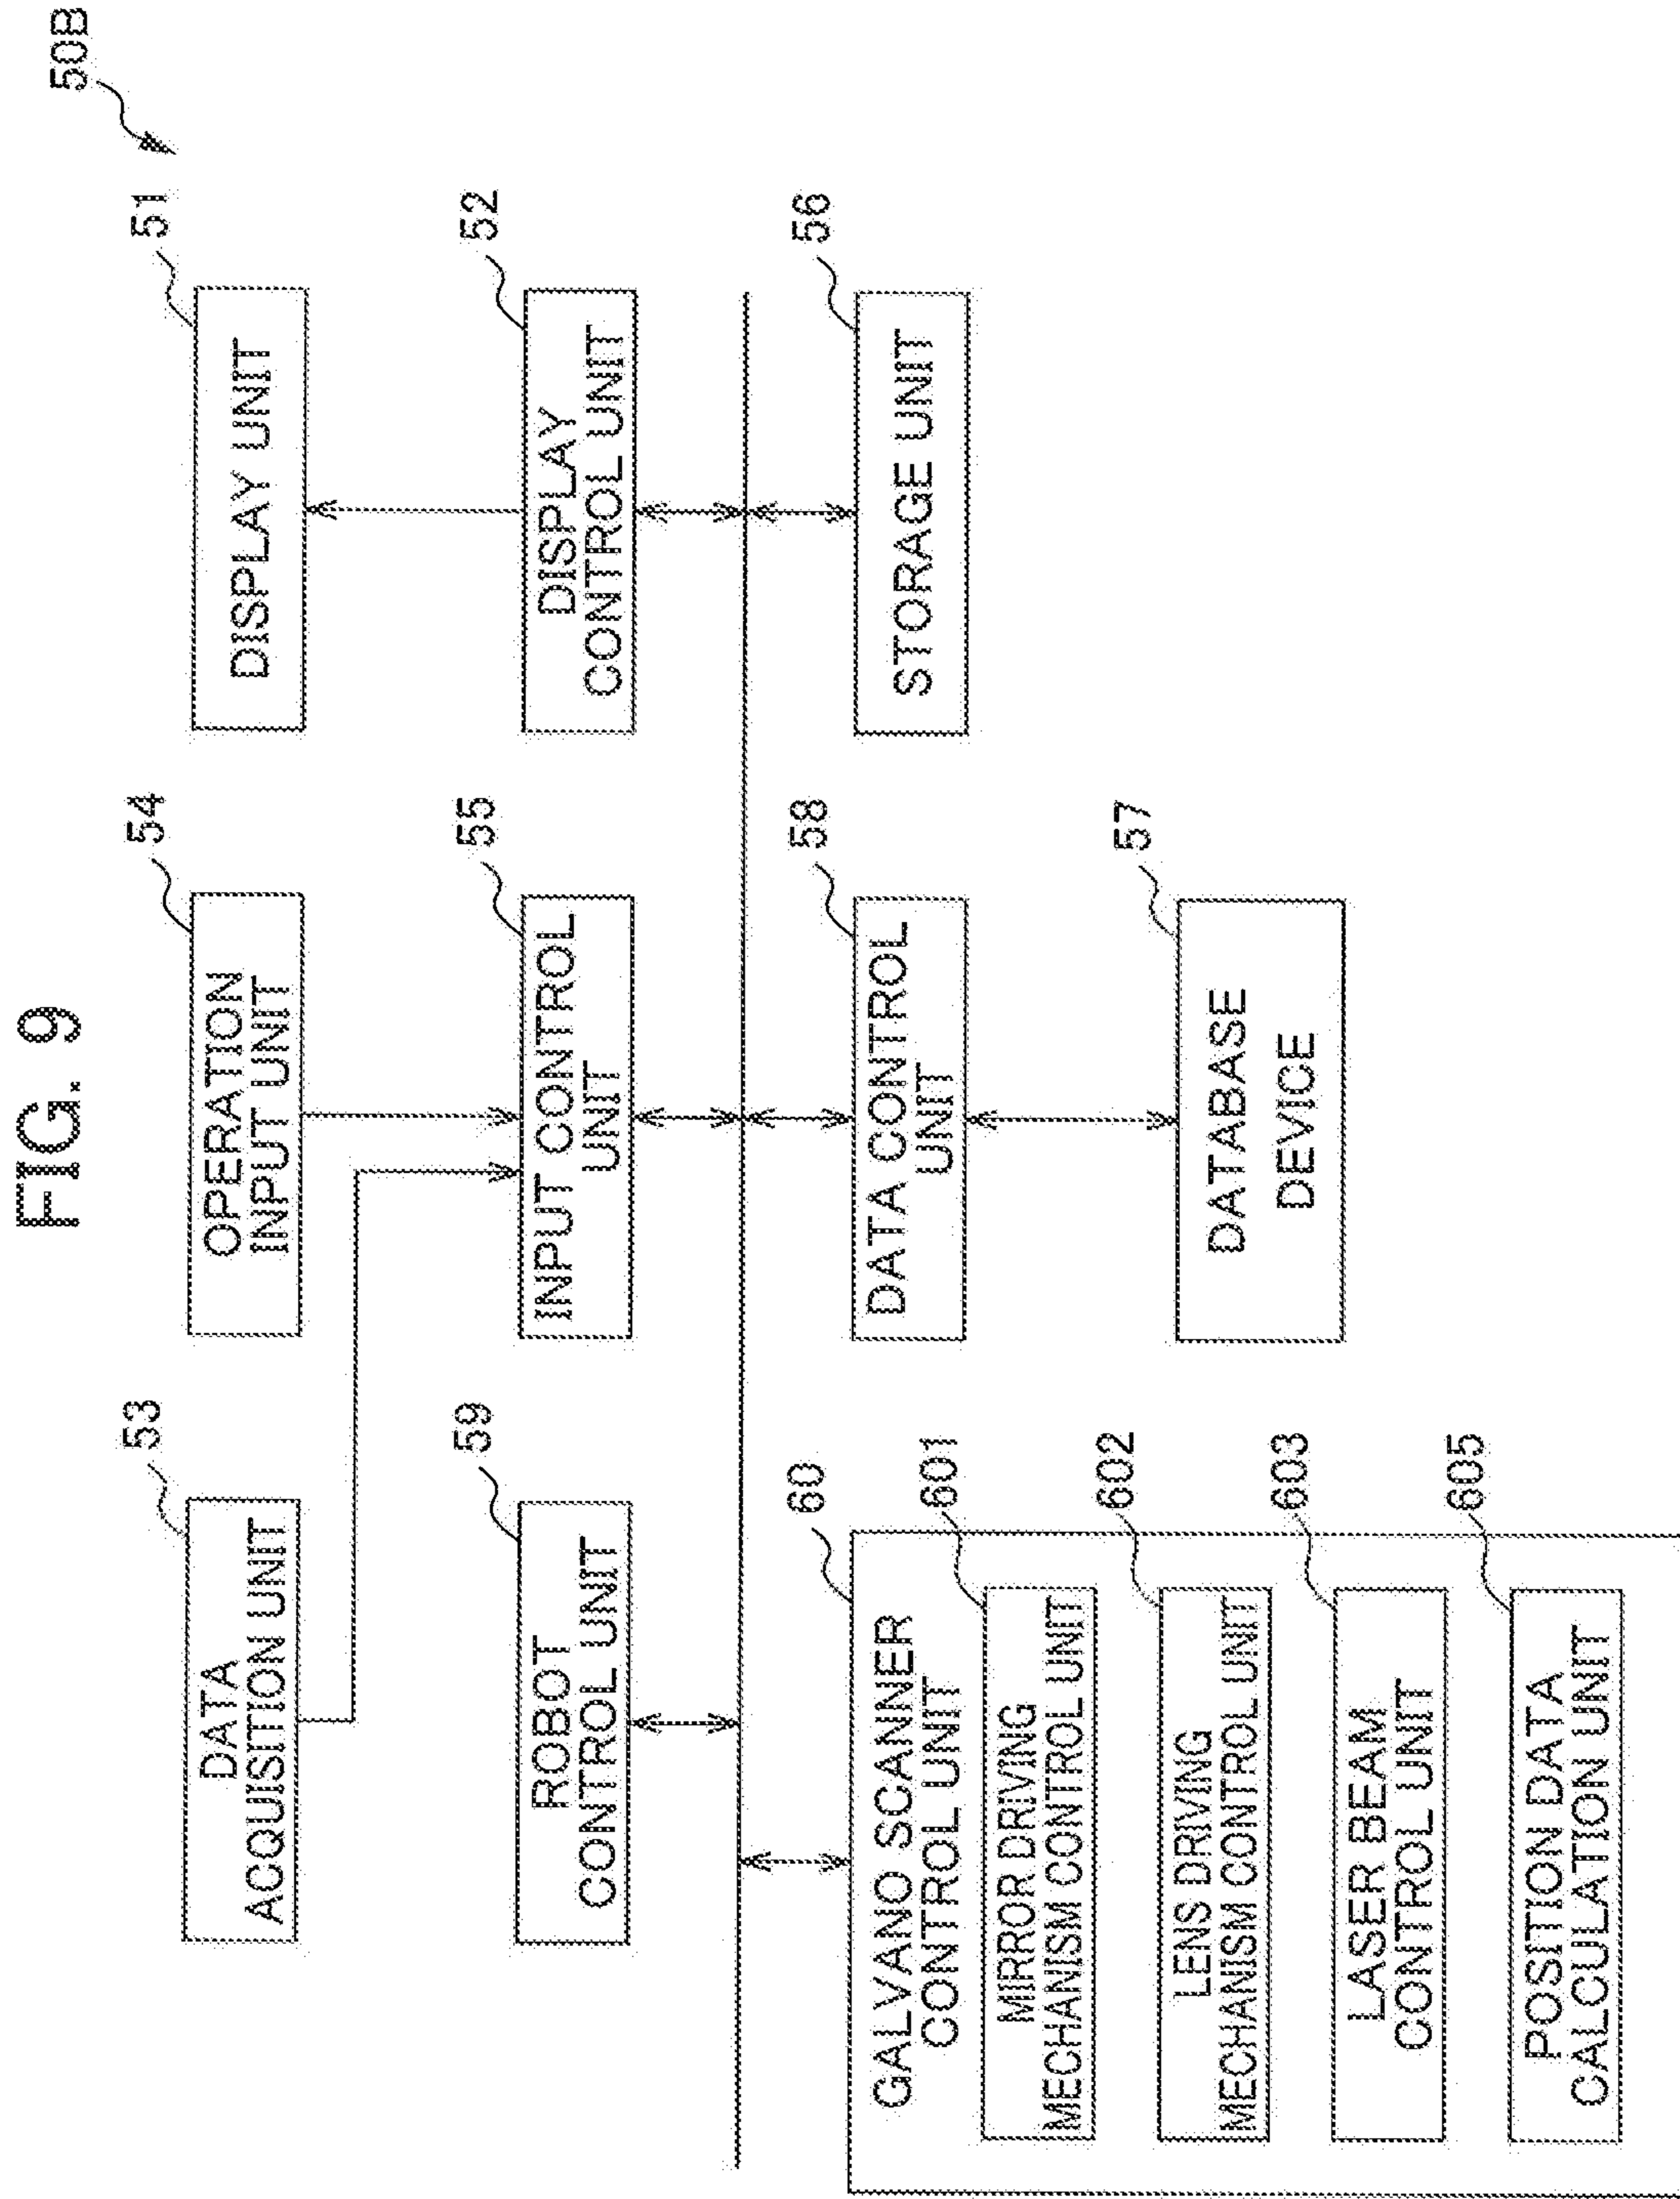 FIG. 9
50B
53
DATA
ACQUISITION UNIT
54
OPERATION
INPUT UNIT
51
DISPLAY UNIT
59
ROBOT
CONTROL UNIT
55
INPUT CONTROL
UNIT
52
DISPLAY
CONTROL UNIT
60
GALVANO SCANNER
CONTROL UNIT
601
MIRROR DRIVING
MECHANISM CONTROL UNIT
602
LENS DRIVING
MECHANISM CONTROL UNIT
603
LASER BEAM
CONTROL UNIT
605
POSITION DATA
CALCULATION UNIT
58
DATA CONTROL
UNIT
57
DATABASE
DEVICE
56
STORAGE UNIT